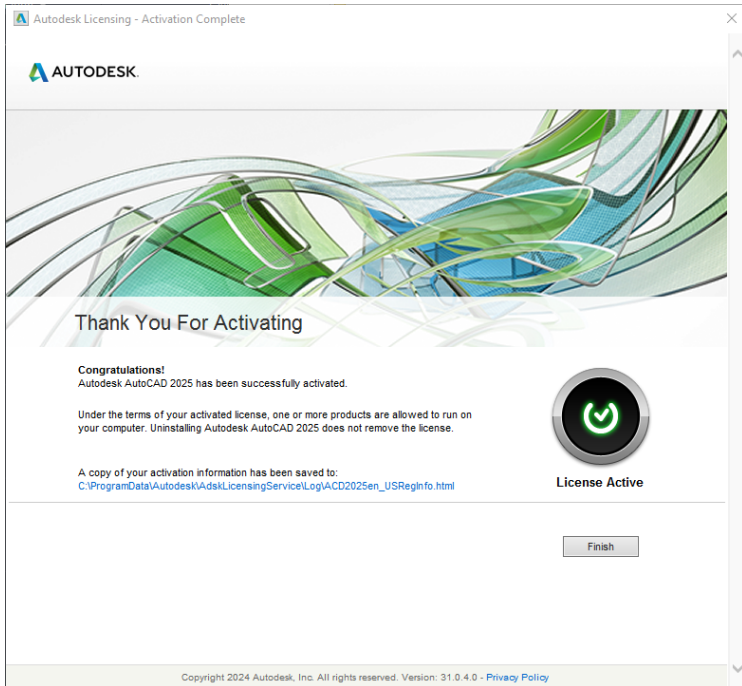 Autodesk Licensing - Activation Complete
AUTODESK.
Thank You For Activating
Congratulations!
Autodesk AutoCAD 2025 has been successfully activated.
Under the terms of your activated license, one or more products are allowed to run on
your computer. Uninstalling Autodesk AutoCAD 2025 does not remove the license.
A copy of your activation information has been saved to:
C:\ProgramData\Autodesk\AdskLicensingService\Log\ACD2025en_USRegInfo.html
License Active
Finish
Copyright 2024 Autodesk, Inc. All rights reserved. Version: 31.0.4.0 - Privacy Policy